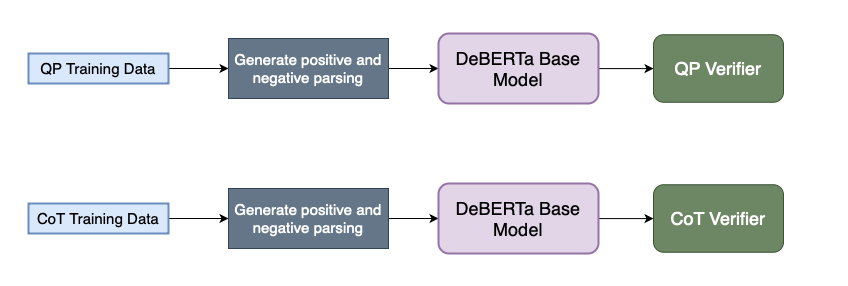 QP Training Data
Generate positive and
negative parsing
DeBERTa Base
Model
QP Verifier
CoT Training Data
Generate positive and
negative parsing
DeBERTa Base
Model
CoT Verifier